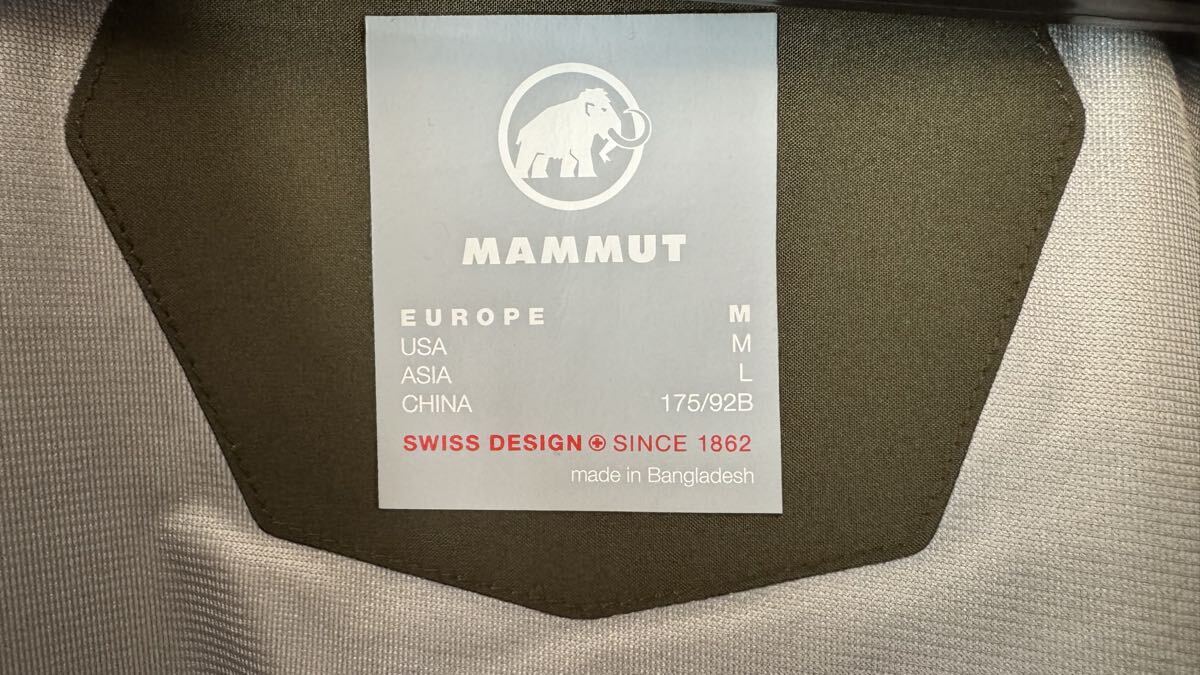 MAMMUT
EUROPE M
USA M
ASIA L
CHINA 175/92B
SWISS DESIGN SINCE 1862
made in Bangladesh